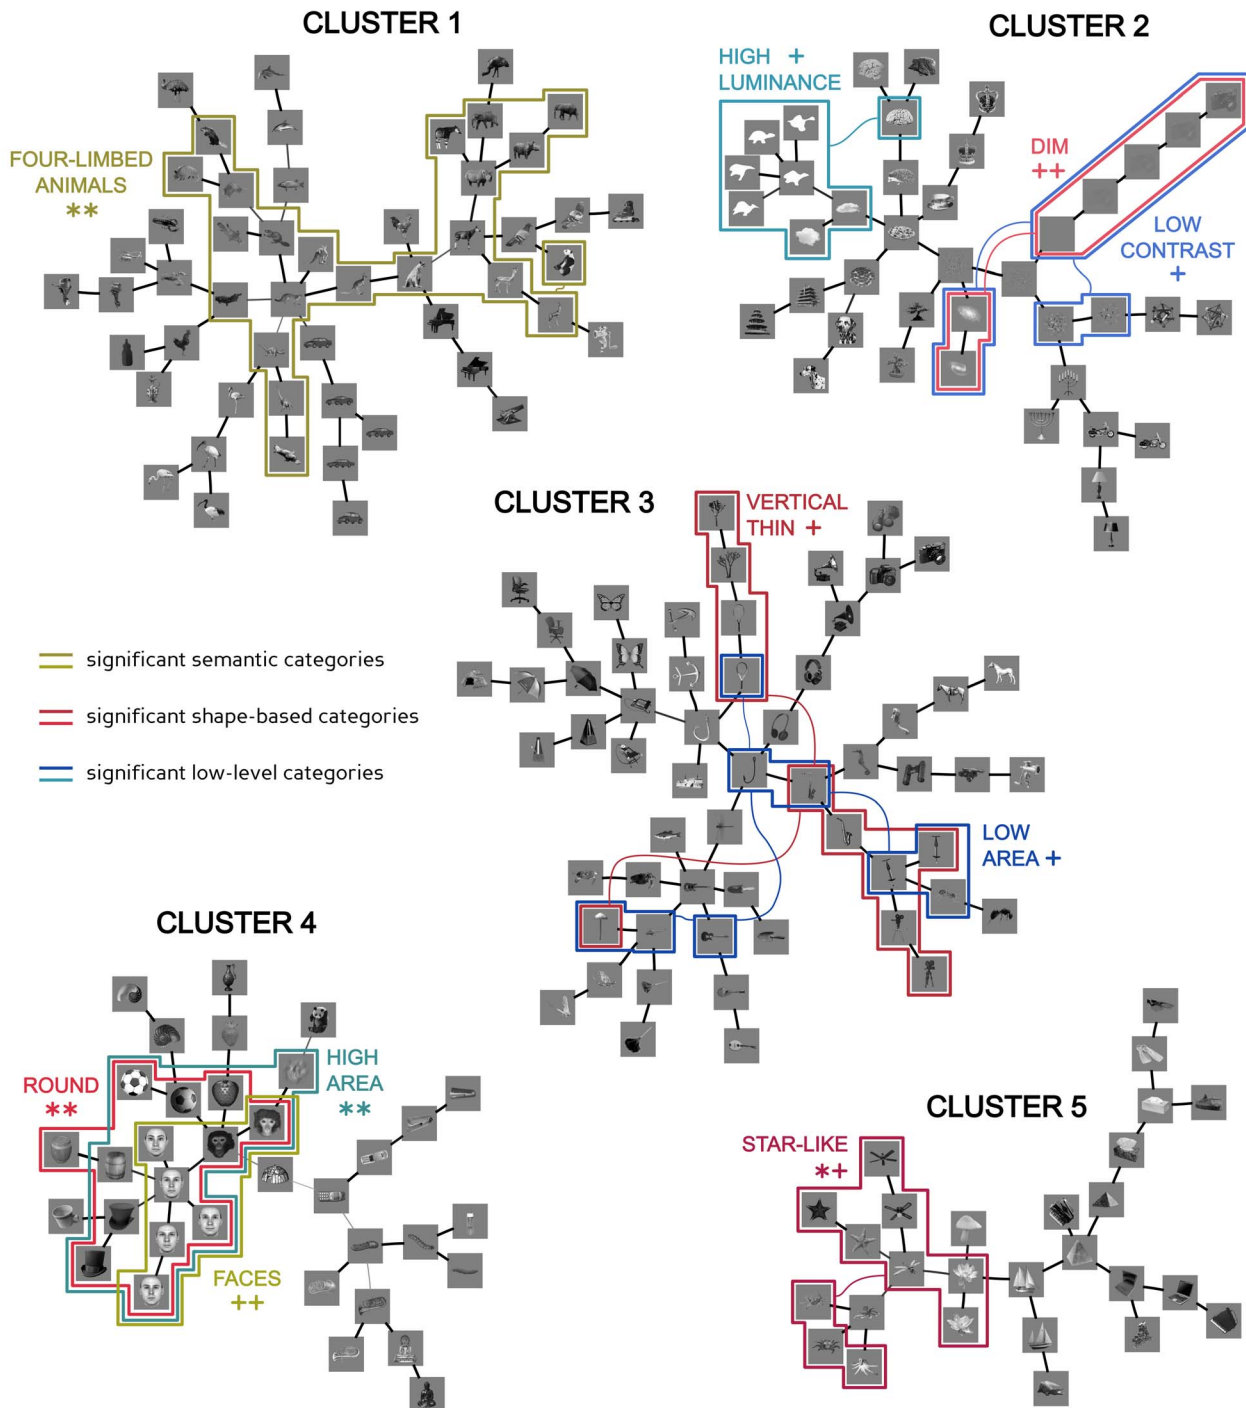 CLUSTER 1
CLUSTER 2
HIGH +
LUMINANCE
FOUR-LIMBED
ANIMALS
**
DIM
++
LOW
CONTRAST
+
CLUSTER 3
VERTICAL
THIN +
significant semantic categories
significant shape-based categories
significant low-level categories
LOW
AREA +
CLUSTER 4
ROUND
**
HIGH
AREA
**
FACES
++
CLUSTER 5
STAR-LIKE
*+